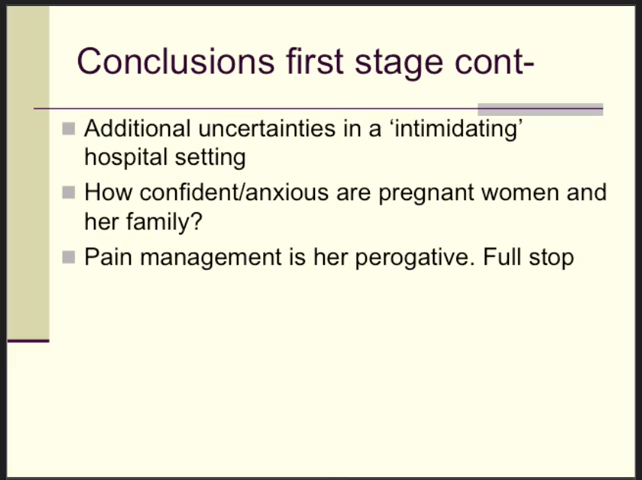 Conclusions first stage cont-
Additional uncertainties in a ‘intimidating’
hospital setting
How confident/anxious are pregnant women and
her family?
Pain management is her perogative. Full stop